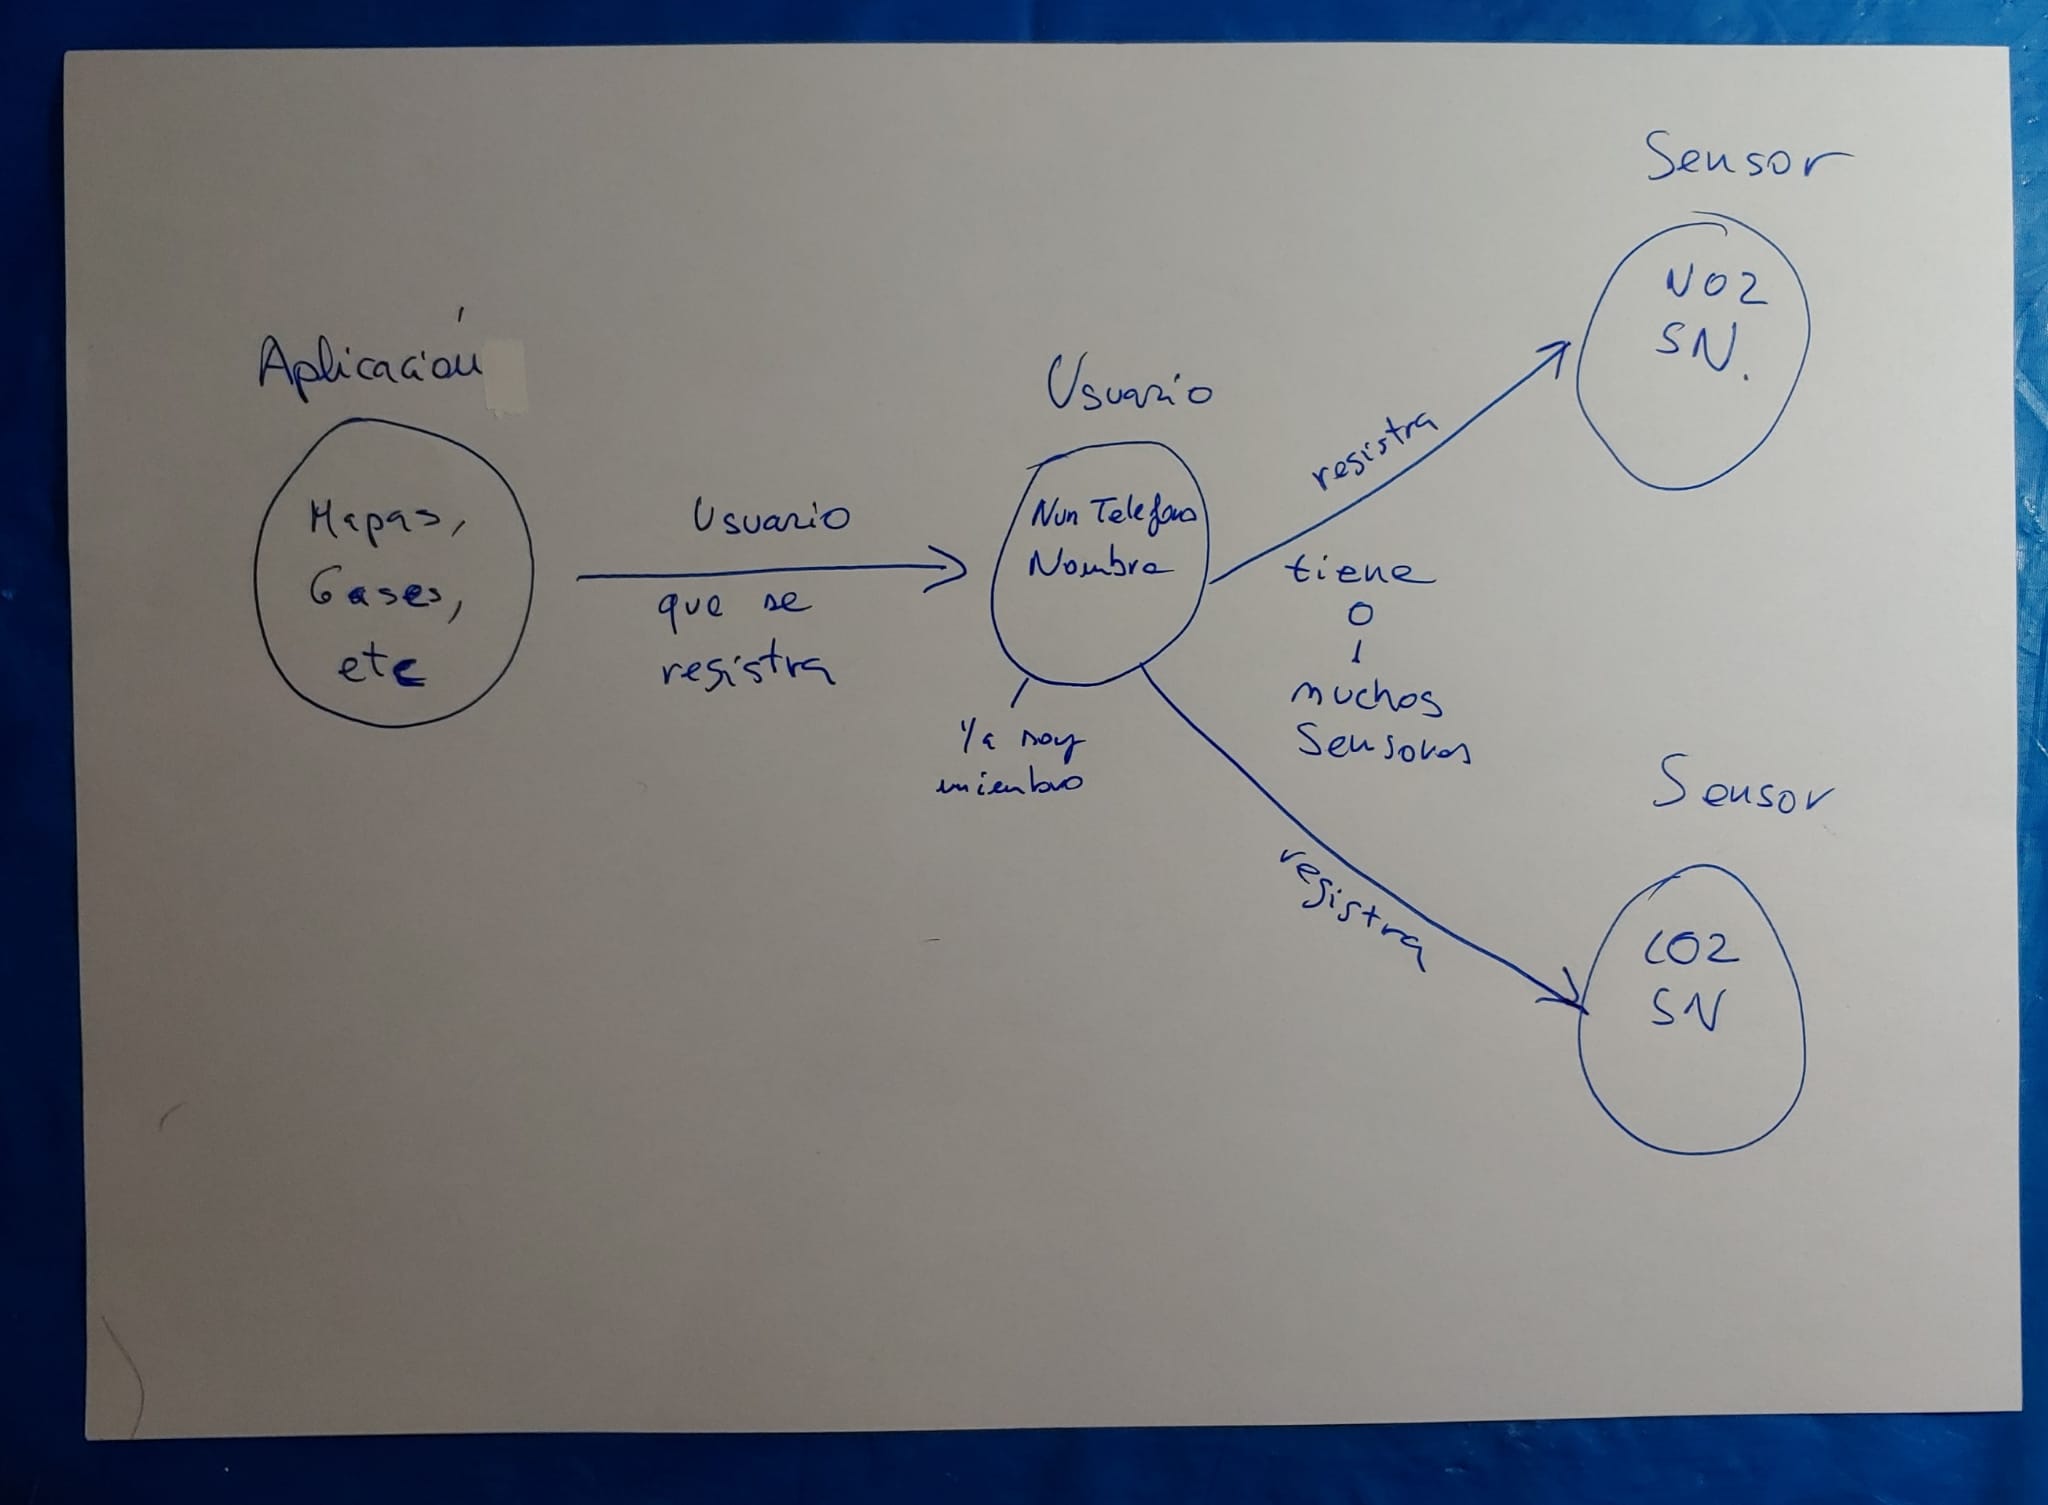 Aplicación
Mapas,
Gases,
etc
Usuario
que se
registra
Usuario
Nun Telefono
Nombre
Ya soy
miembro
registra
tiene
0
1
muchos
Sensores
registra
Sensor
NO2
SN.
Sensor
CO2
SN